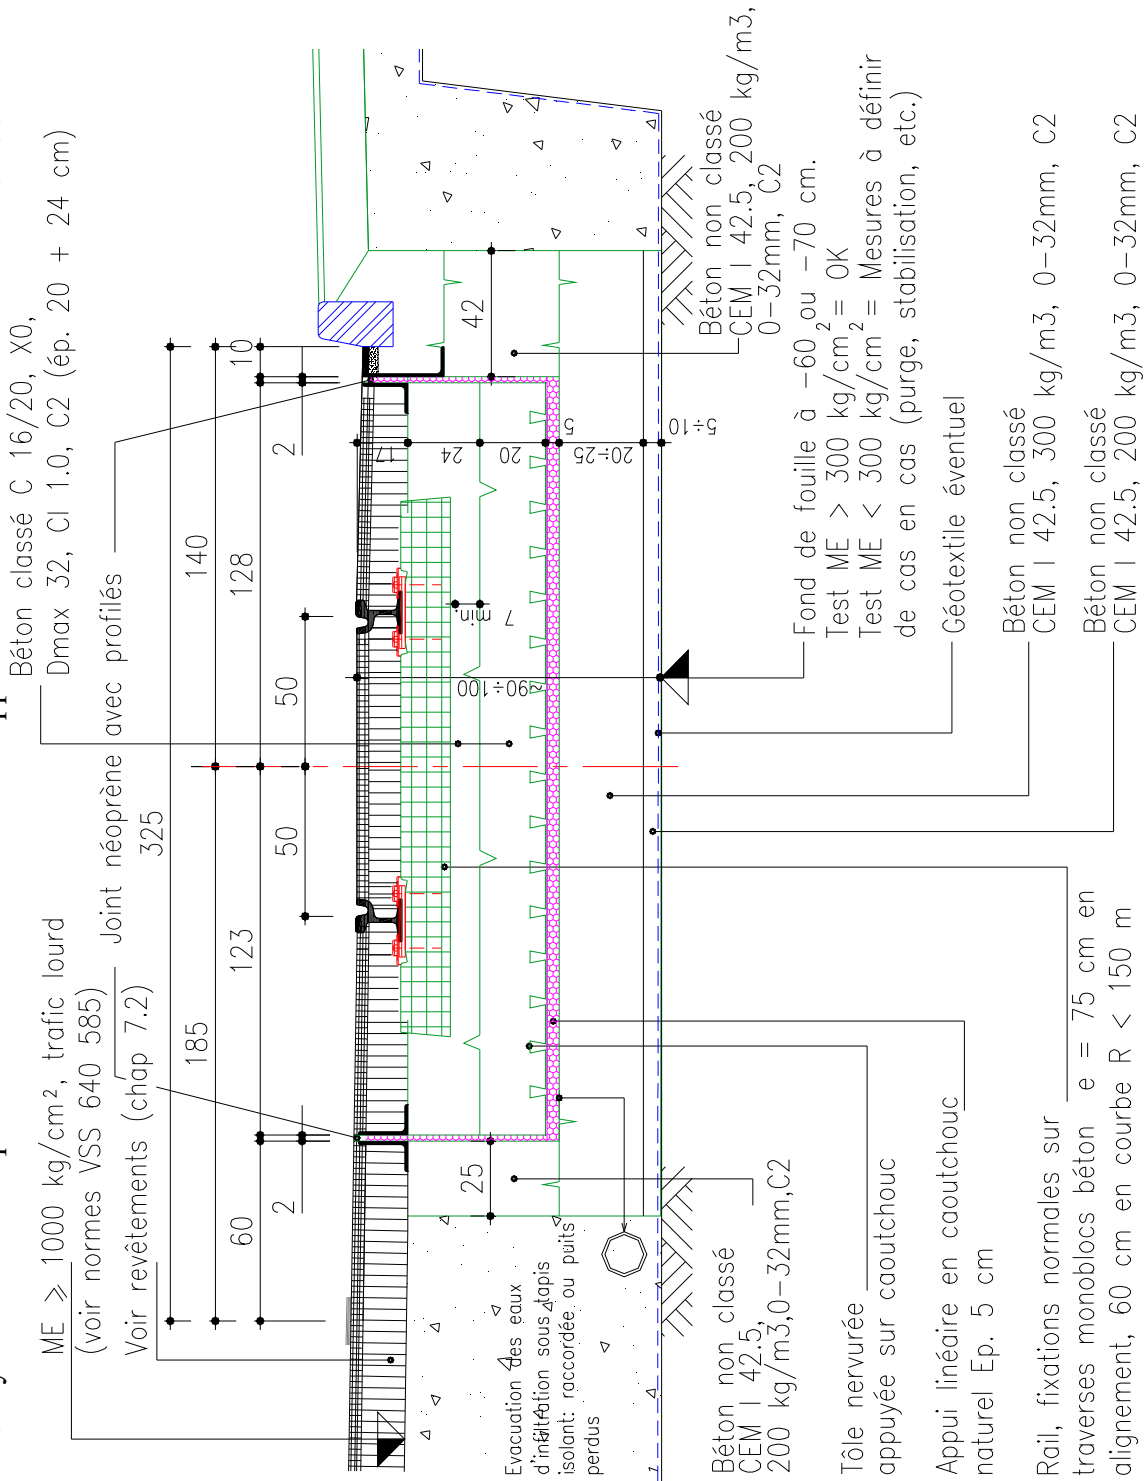 Béton classé C 16/20, X0,
Dmax 32, Cl 1.0, C2 (ép. 20 + 24 cm)
Joint néoprène avec profilés
ME ⩾ 1000 kg/cm², trafic lourd
(voir normes VSS 640 585)
Voir revêtements (chap 7.2)
325
185
140
60
123
128
10
2
50
50
2
17
24
20
5
20÷25
5÷10
7 min.
~90÷100
25
42
Evacuation des eaux
d'infiltration sous tapis
isolant: raccordée ou puits
perdus
Béton non classé
CEM I 42.5,
200 kg/m3,0-32mm,C2
Tôle nervurée
appuyée sur caoutchouc
Appui linéaire en caoutchouc
naturel Ep. 5 cm
Rail, fixations normales sur
traverses monoblocs béton e = 75 cm en
alignement, 60 cm en courbe R < 150 m
Béton non classé
CEM I 42.5, 200 kg/m3,
0-32mm, C2
Fond de fouille à -60 ou -70 cm.
Test ME > 300 kg/cm² = OK
Test ME < 300 kg/cm² = Mesures à définir
de cas en cas (purge, stabilisation, etc.)
Géotextile éventuel
Béton non classé
CEM I 42.5, 300 kg/m3, 0-32mm, C2
Béton non classé
CEM I 42.5, 200 kg/m3, 0-32mm, C2